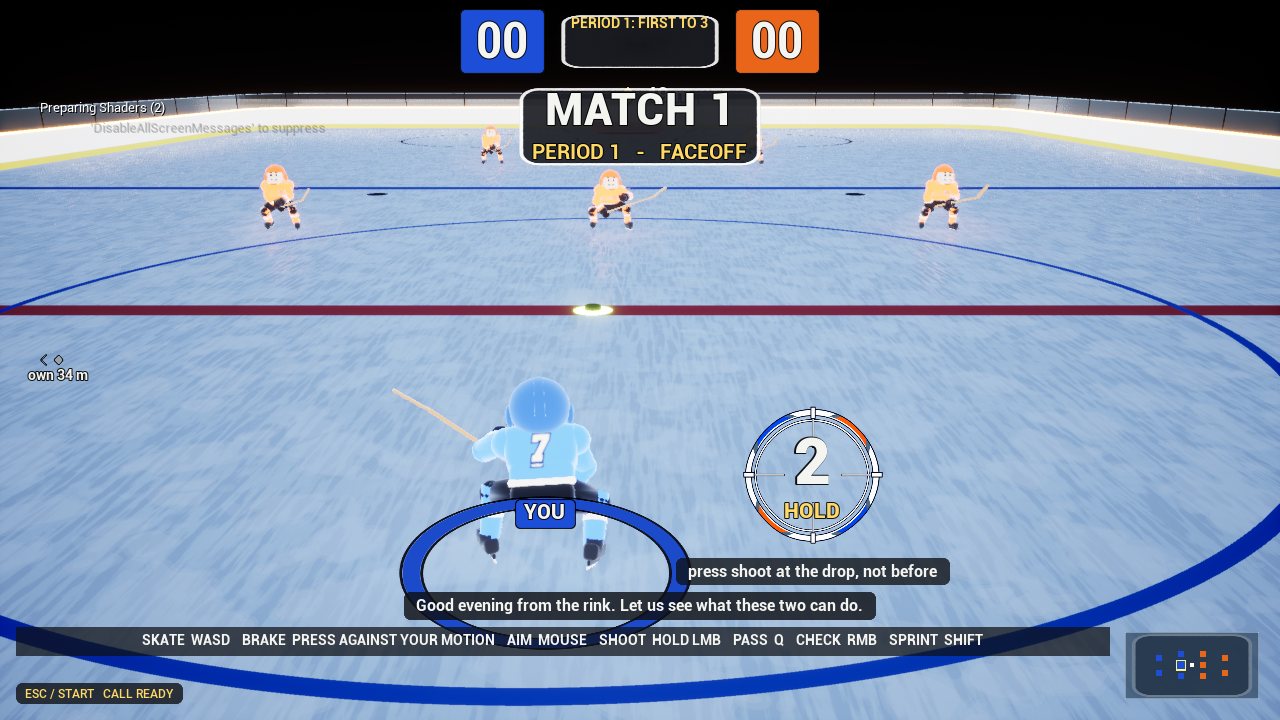 00
PERIOD 1: FIRST TO 3
00
MATCH 1
PERIOD 1 - FACEOFF
Preparing Shaders (2)
'DisableAllScreenMessages' to suppress
own 34 m
7
2
HOLD
YOU
press shoot at the drop, not before
Good evening from the rink. Let us see what these two can do.
SKATE WASD BRAKE PRESS AGAINST YOUR MOTION AIM MOUSE SHOOT HOLD LMB PASS Q CHECK RMB SPRINT SHIFT
ESC / START CALL READY